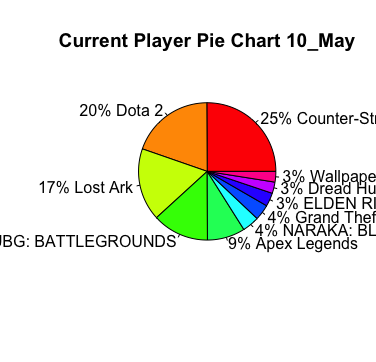 Current Player Pie Chart 10_May
20% Dota 2
25% Counter-Str
17% Lost Ark
3% Wallpape
3% Dread Hu
3% ELDEN RI
4% Grand Thef
4% NARAKA: BL
UBG: BATTLEGROUNDS
9% Apex Legends